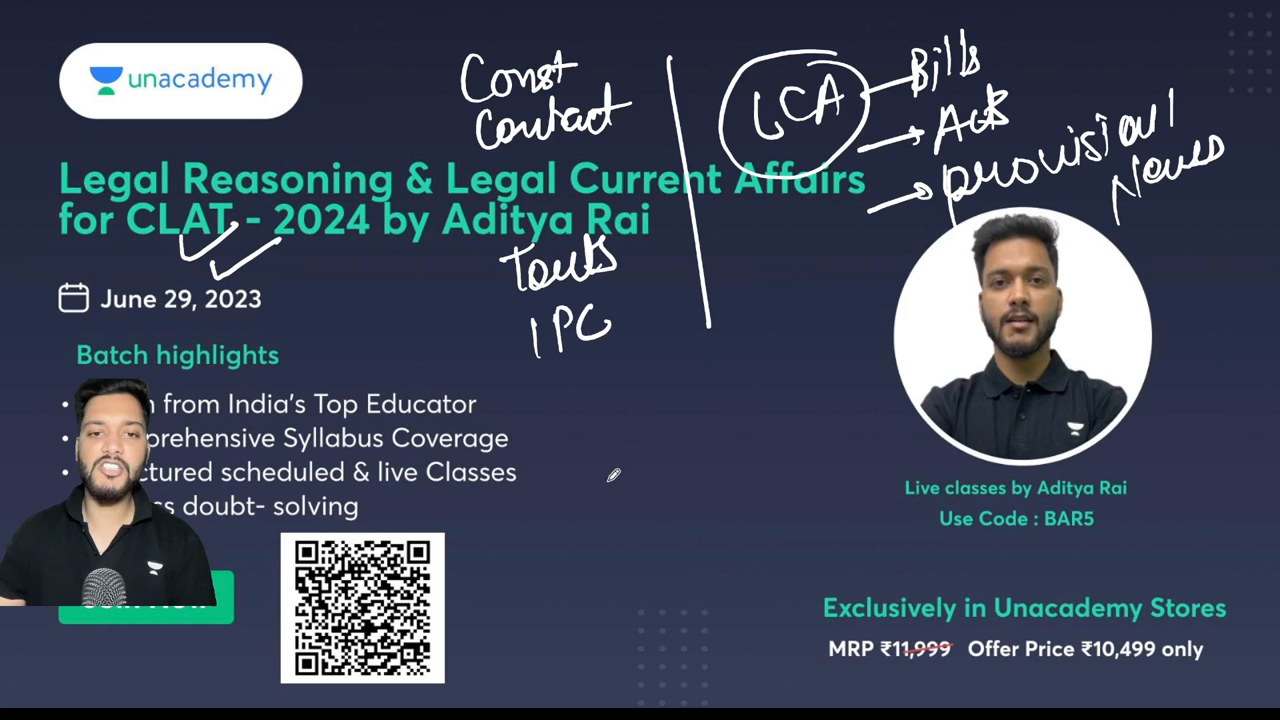 unacademy
Const
Contract
LCA
Bills
Acts
provision/
News
Legal Reasoning & Legal Current Affairs
for CLAT - 2024 by Aditya Rai
Torts
IPC
June 29, 2023
Batch highlights
from India's Top Educator
prehensive Syllabus Coverage
ctured scheduled & live Classes
ss doubt- solving
Live classes by Aditya Rai
Use Code : BAR5
Exclusively in Unacademy Stores
MRP ₹11,999 Offer Price ₹10,499 only